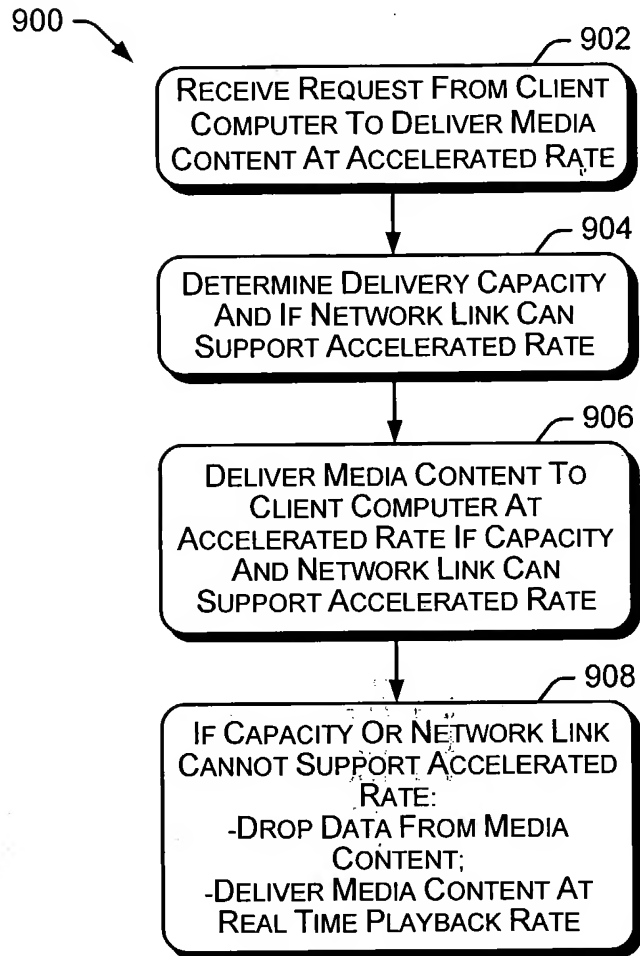 900
902
RECEIVE REQUEST FROM CLIENT
COMPUTER TO DELIVER MEDIA
CONTENT AT ACCELERATED RATE
904
DETERMINE DELIVERY CAPACITY
AND IF NETWORK LINK CAN
SUPPORT ACCELERATED RATE
906
DELIVER MEDIA CONTENT TO
CLIENT COMPUTER AT
ACCELERATED RATE IF CAPACITY
AND NETWORK LINK CAN
SUPPORT ACCELERATED RATE
908
IF CAPACITY OR NETWORK LINK
CANNOT SUPPORT ACCELERATED
RATE:
-DROP DATA FROM MEDIA
CONTENT;
-DELIVER MEDIA CONTENT AT
REAL TIME PLAYBACK RATE